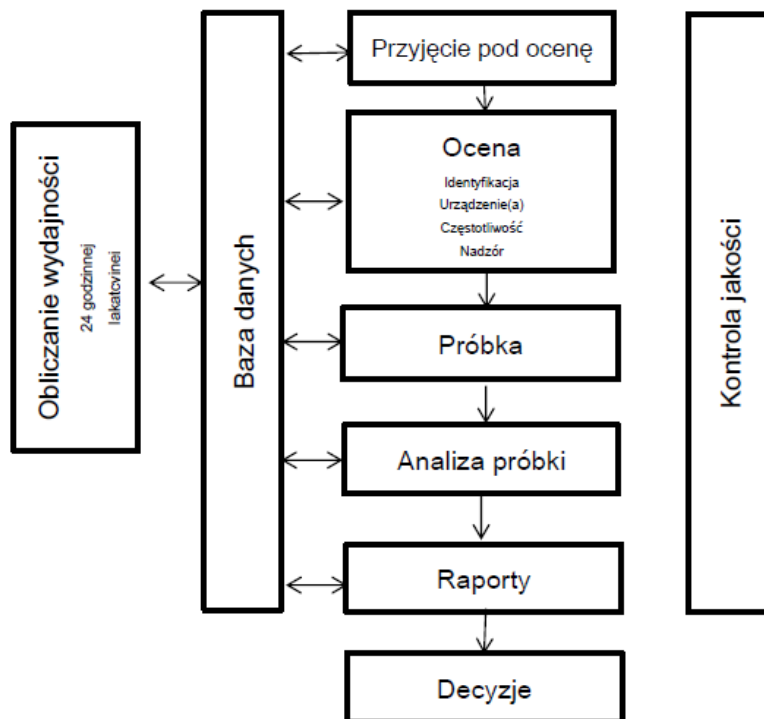 Przyjęcie pod ocenę
Ocena
Identyfikacja
Urządzenie(a)
Częstotliwość
Nadzór
Próbka
Analiza próbki
Raporty
Decyzje
Obliczanie wydajności
24 godzinnej
Baza danych
Kontrola jakości